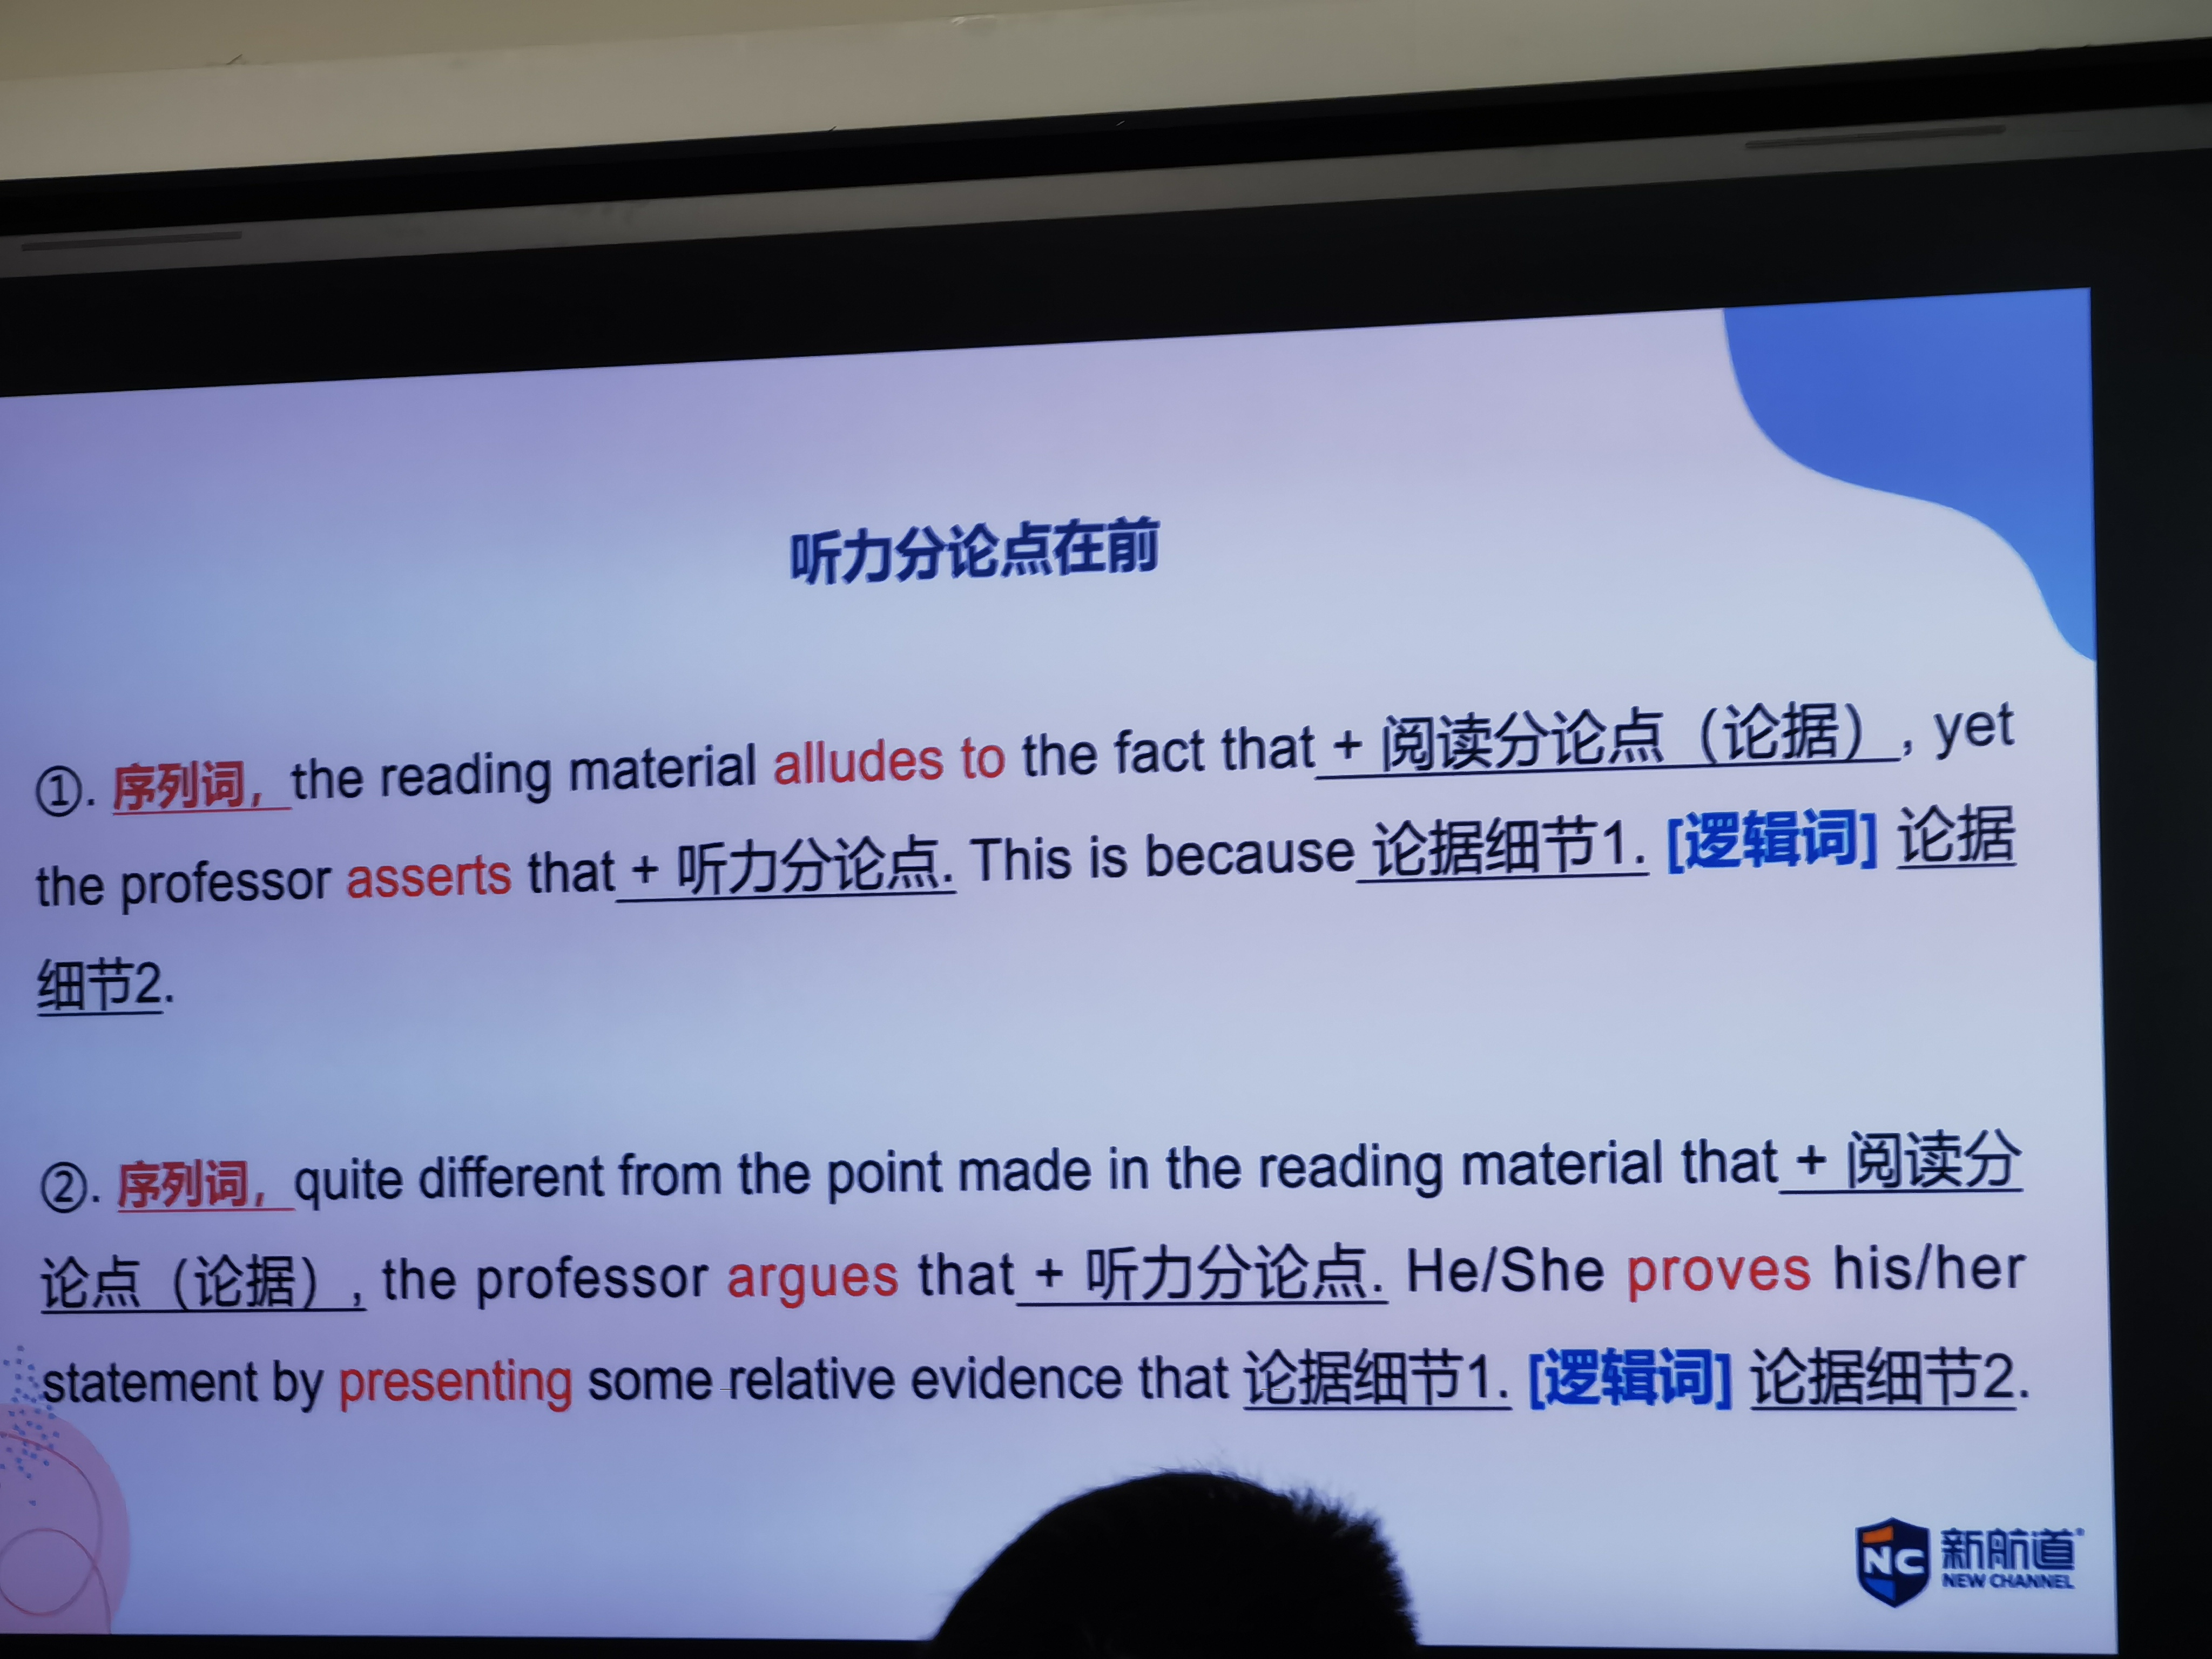 听力分论点在前
①. 序列词，the reading material alludes to the fact that + 阅读分论点（论据）, yet
the professor asserts that + 听力分论点. This is because 论据细节1. [逻辑词] 论据
细节2.
②. 序列词，quite different from the point made in the reading material that + 阅读分
论点（论据）, the professor argues that + 听力分论点. He/She proves his/her
statement by presenting some relative evidence that 论据细节1. [逻辑词] 论据细节2.
NC 新航道
NEW CHANNEL